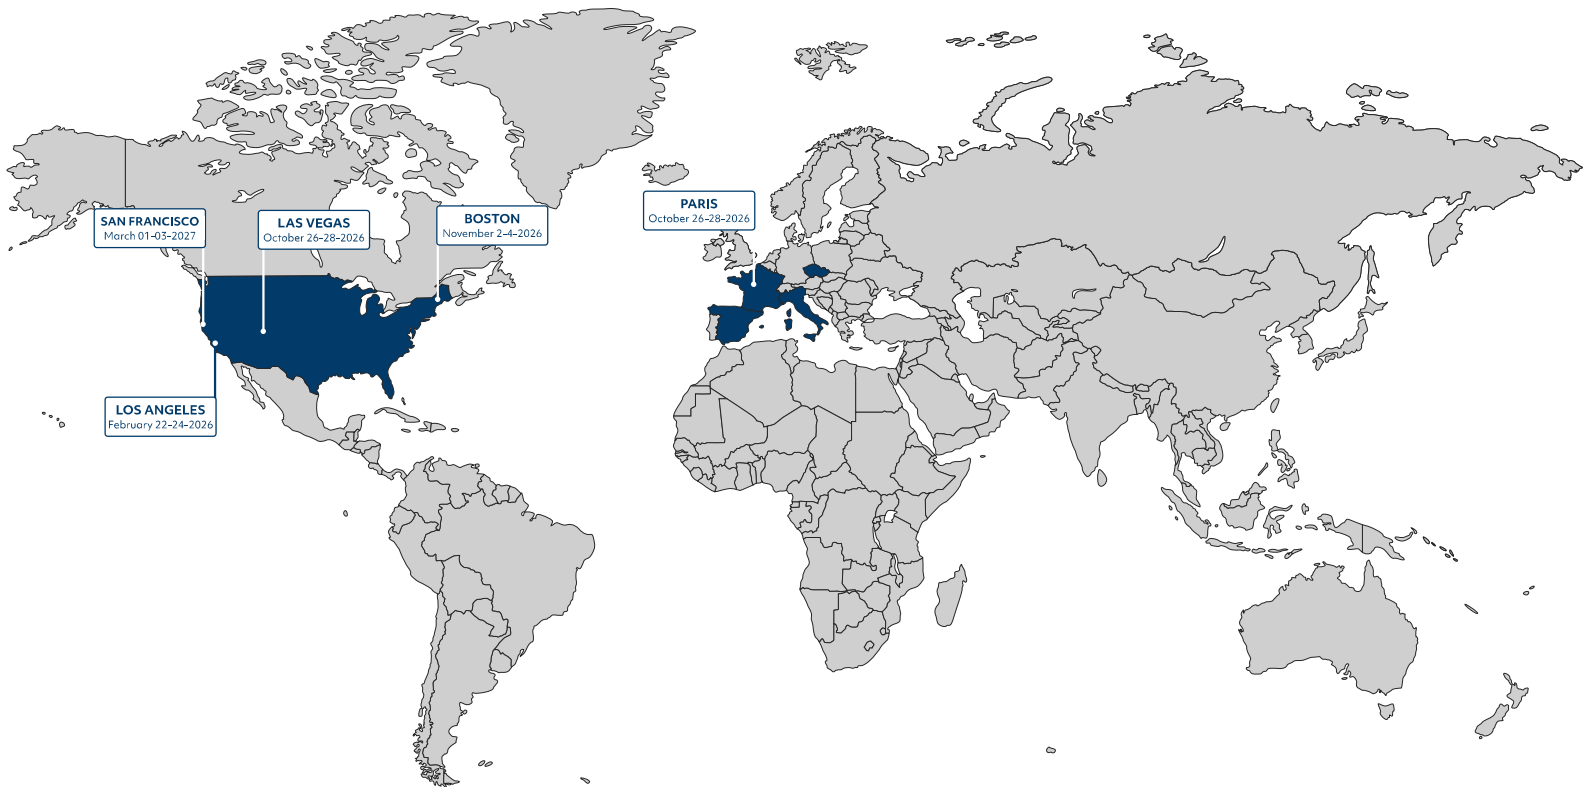 PARIS
October 26-28-2026
SAN FRANCISCO
March 01-03-2027
LAS VEGAS
October 26-28-2026
BOSTON
November 2-4-2026
LOS ANGELES
February 22-24-2026